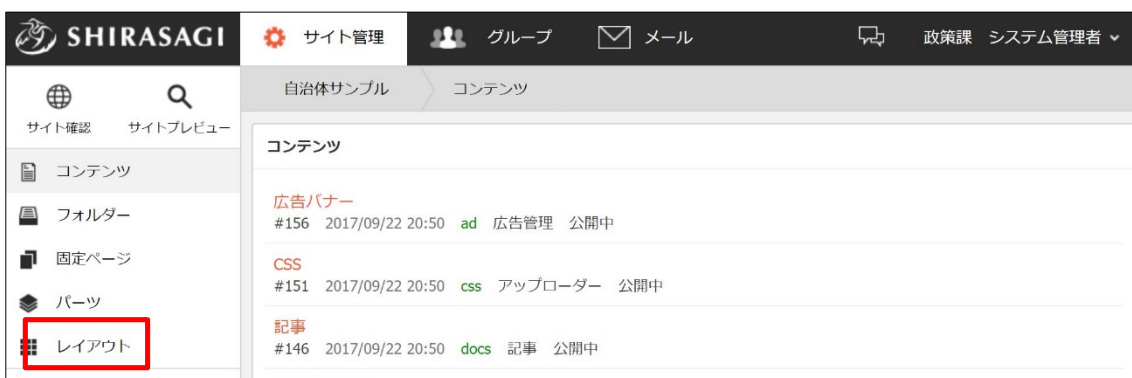 SHIRASAGI サイト管理 グループ メール 政策課 システム管理者
サイト確認 サイトプレビュー
自治体サンプル コンテンツ
コンテンツ
フォルダー
固定ページ
パーツ
レイアウト
コンテンツ
広告バナー
#156 2017/09/22 20:50 ad 広告管理 公開中
CSS
#151 2017/09/22 20:50 css アップローダー 公開中
記事
#146 2017/09/22 20:50 docs 記事 公開中